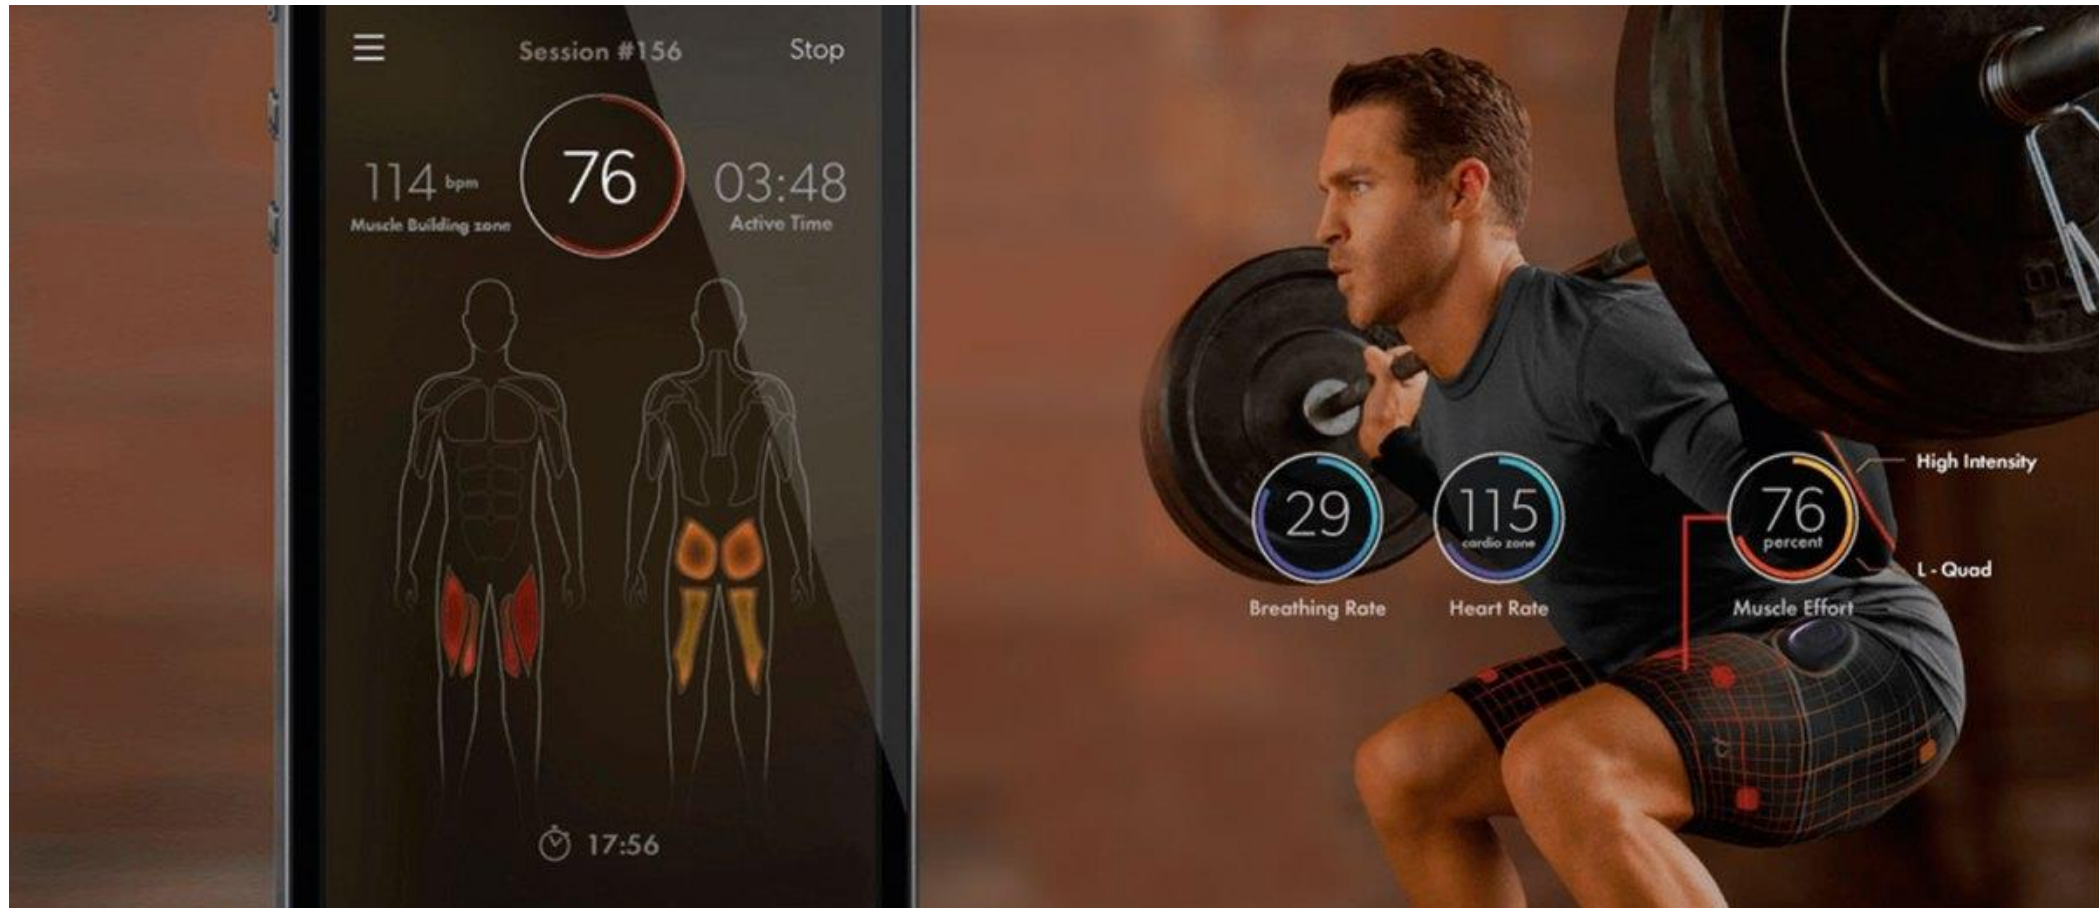 Session #156
Stop
76
114 bpm
Muscle Building zone
03:48
Active Time
17:56
29
Breathing Rate
115
cardio zone
Heart Rate
76
percent
Muscle Effort
High Intensity
L - Quad